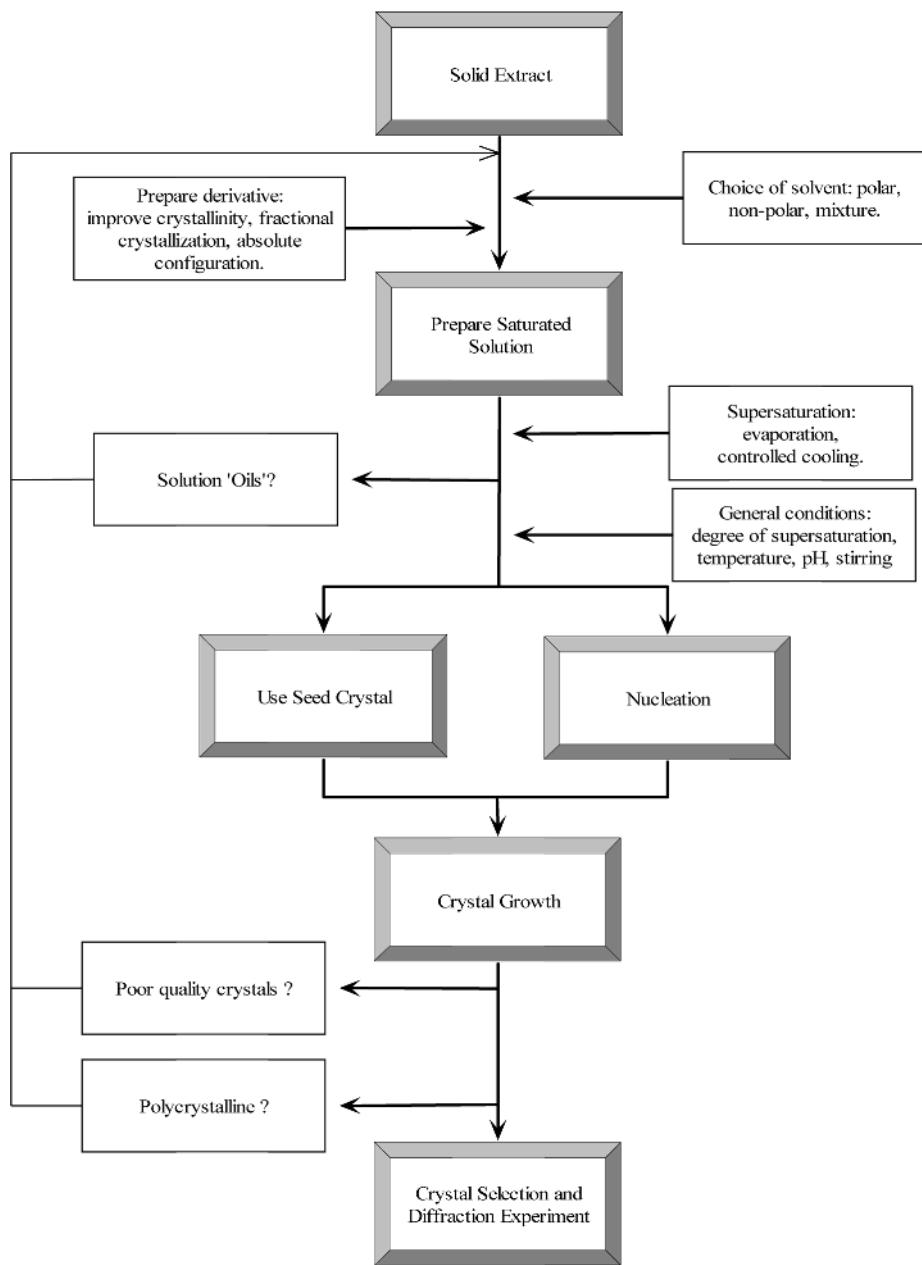 Solid Extract
Prepare derivative:
improve crystallinity, fractional
crystallization, absolute
configuration.
Choice of solvent: polar,
non-polar, mixture.
Prepare Saturated
Solution
Supersaturation:
evaporation,
controlled cooling.
Solution 'Oils'?
General conditions:
degree of supersaturation,
temperature, pH, stirring
Use Seed Crystal
Nucleation
Crystal Growth
Poor quality crystals ?
Polycrystalline ?
Crystal Selection and
Diffraction Experiment